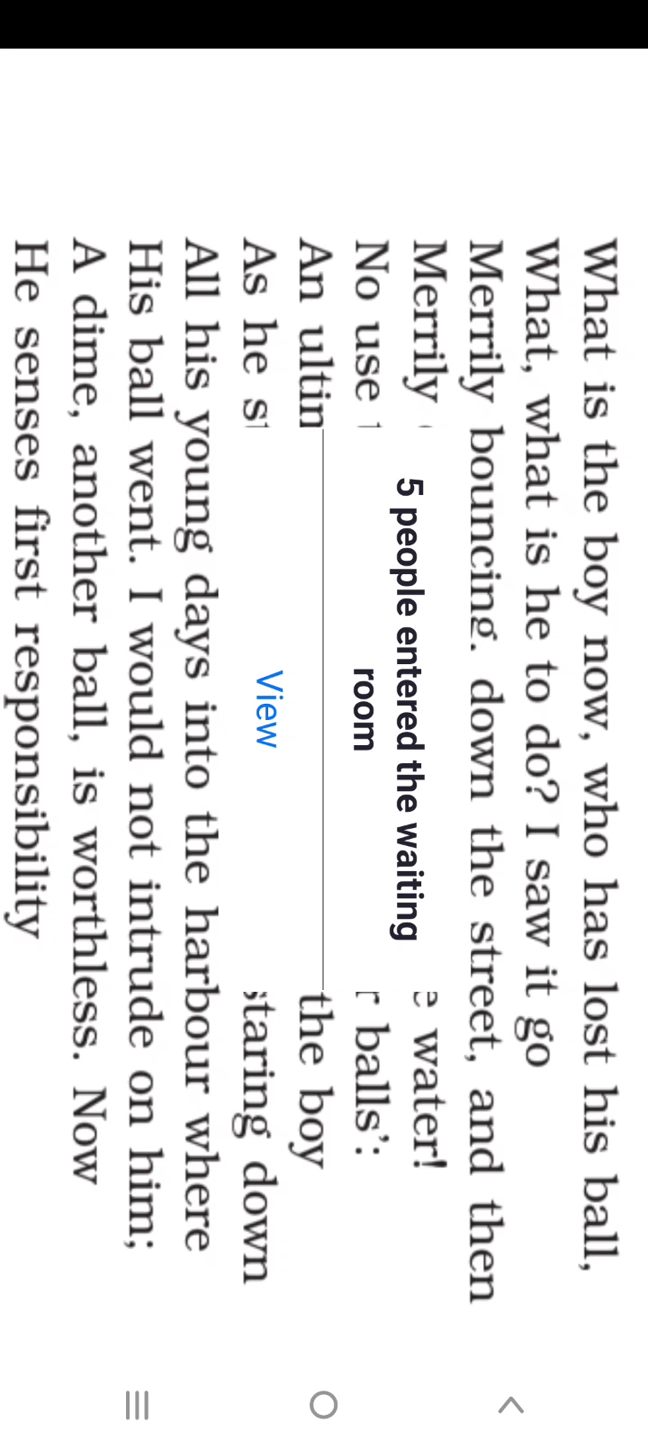 What is the boy now, who has lost his ball,
What, what is he to do? I saw it go
Merrily bouncing. down the street, and then
Merrily water!
No use balls’:
An the boy
As he staring down
All his young days into the harbour where
His ball went. I would not intrude on him;
A dime, another ball, is worthless. Now
He senses first responsibility
5 people entered the waiting
room
View